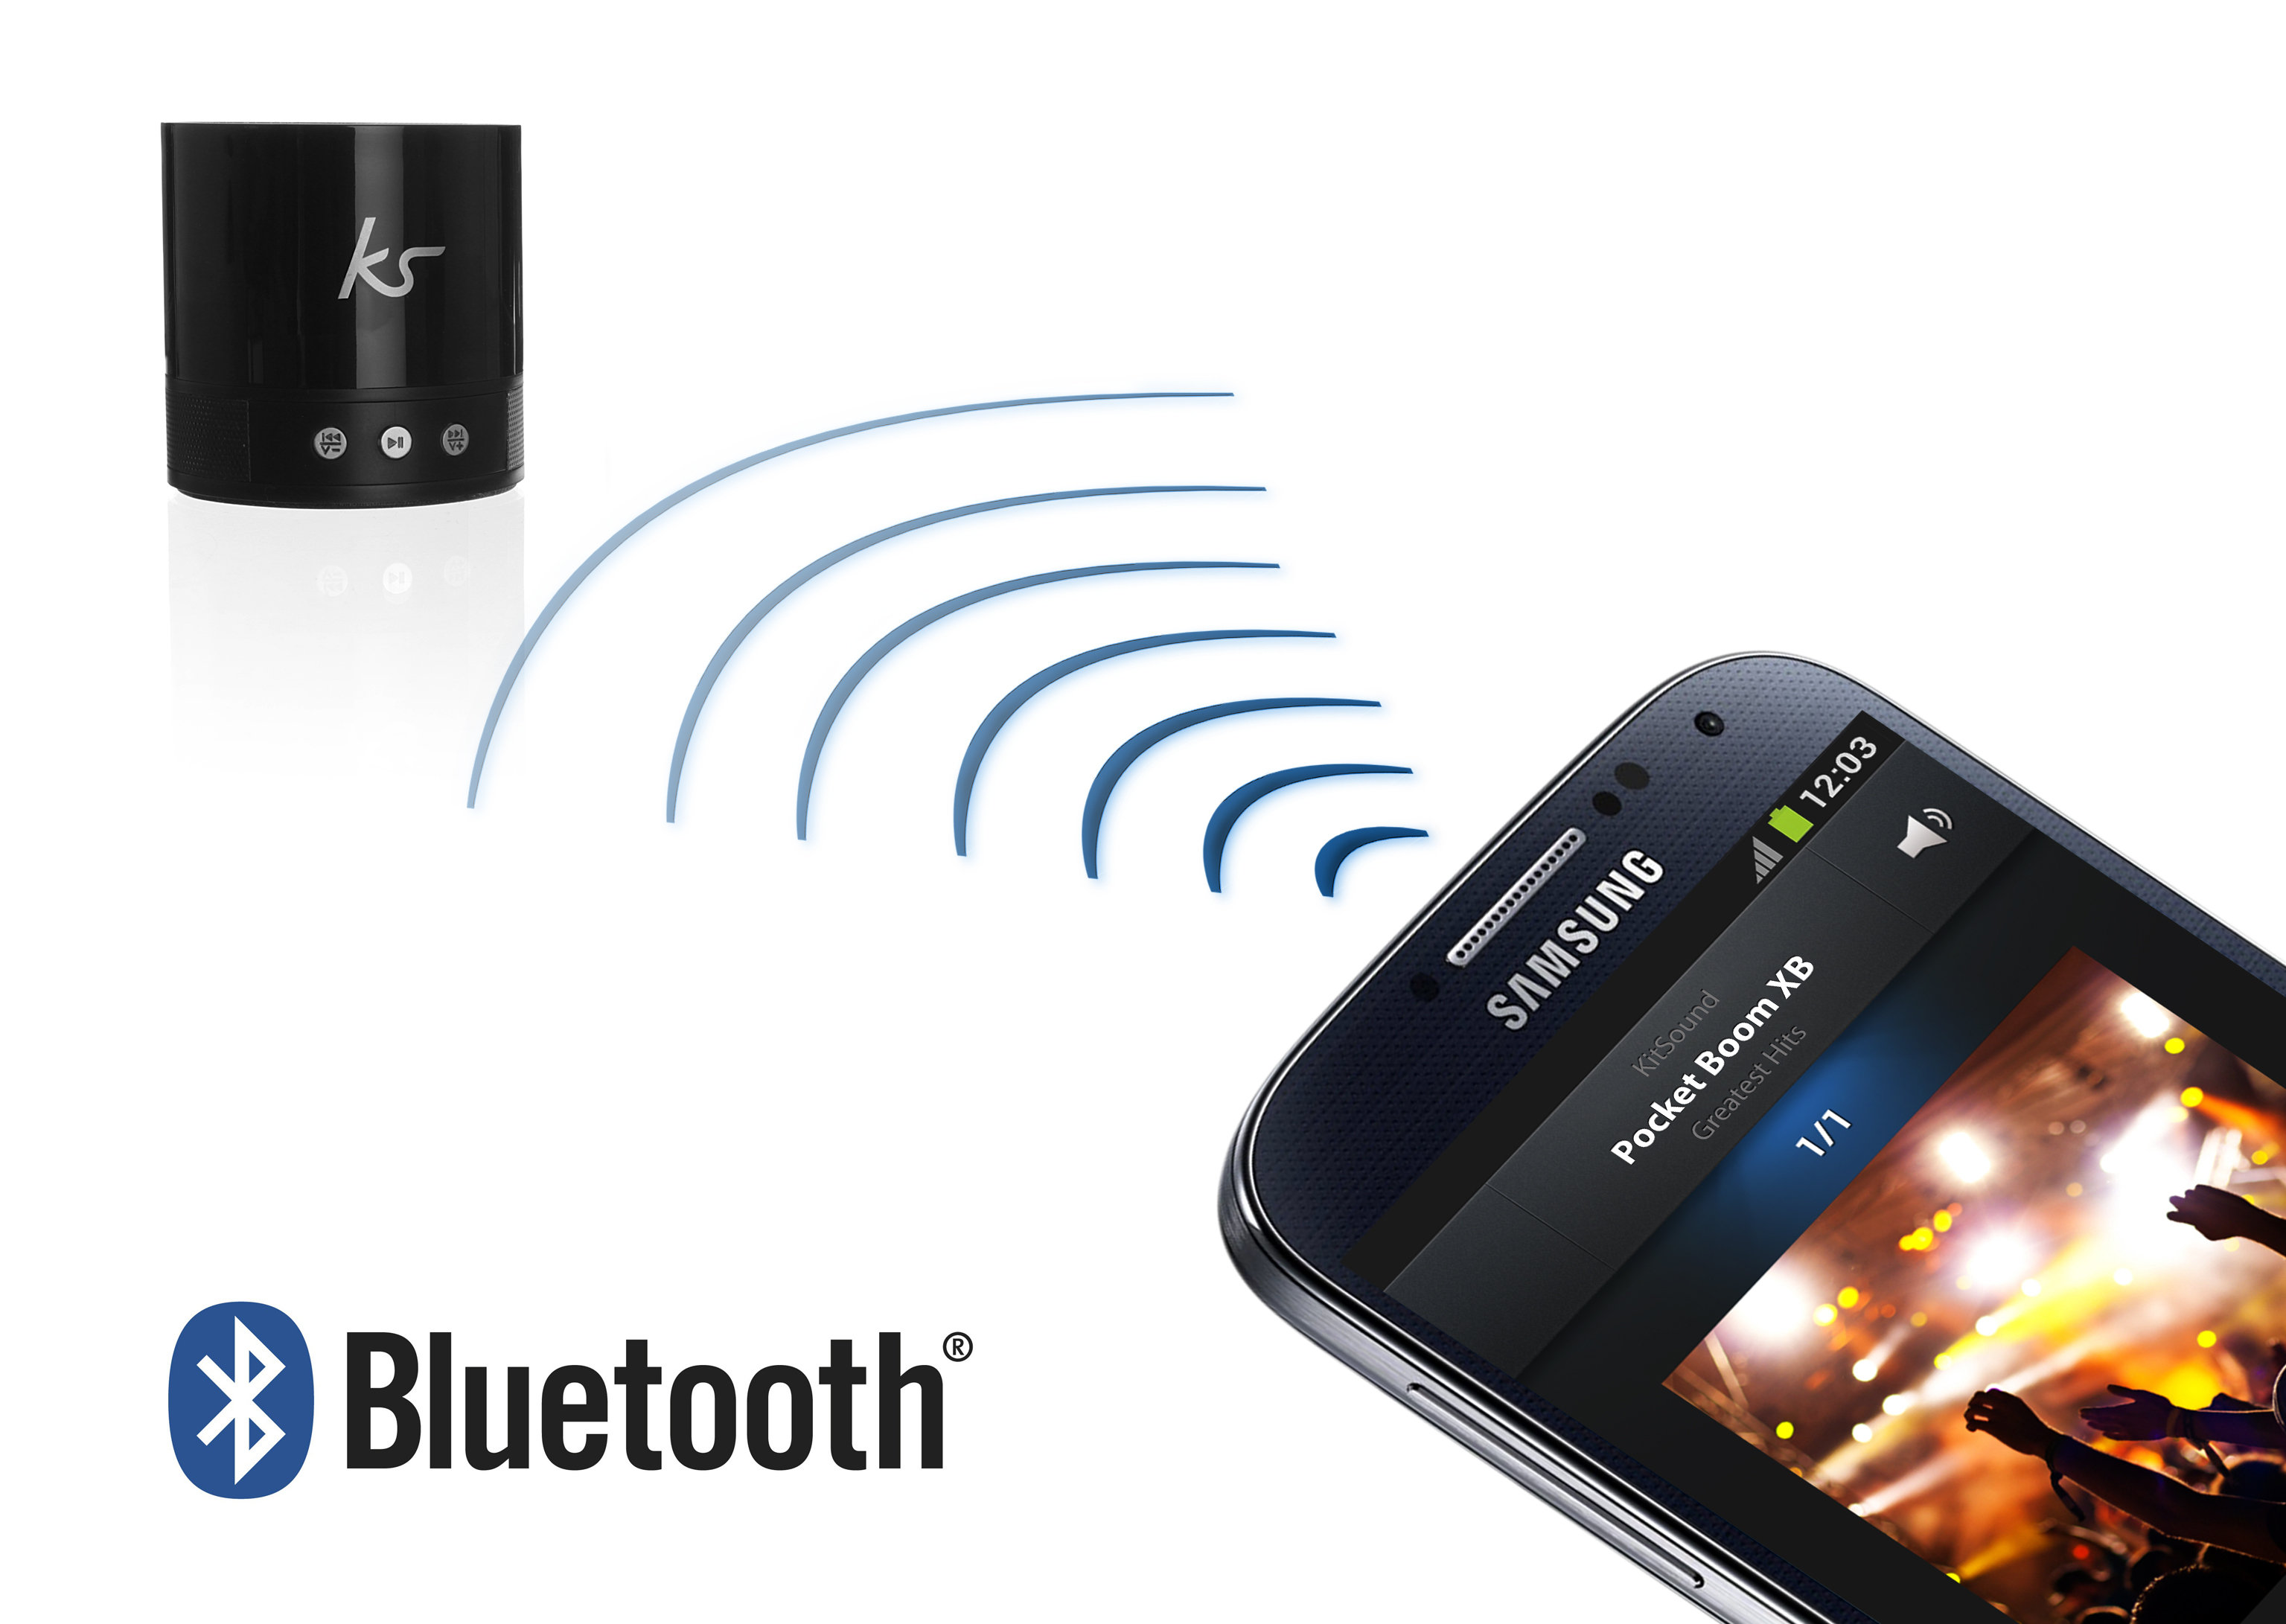 ks
V-
V+
12:03
SAMSUNG
KitSound
Pocket Boom XB
Greatest Hits
1/1
Bluetooth®